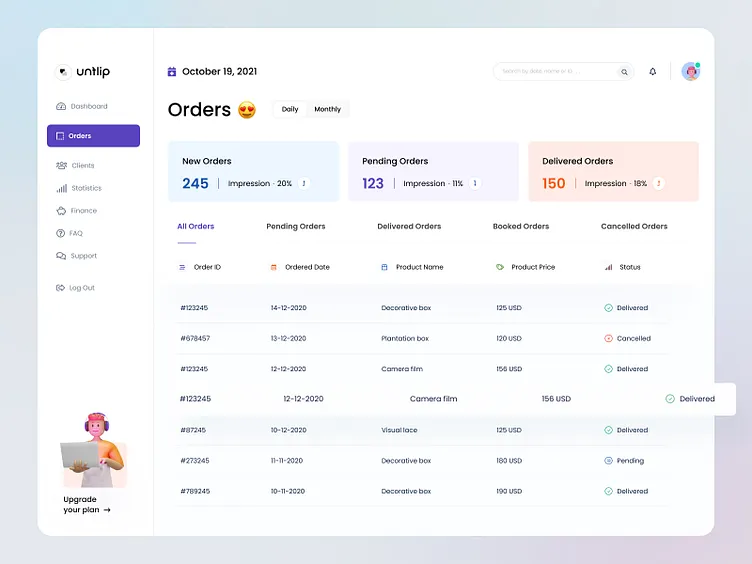 untlip
October 19, 2021
Search by date, name or ID . . .
Dashboard
Orders
Clients
Statistics
Finance
FAQ
Support
Log Out
Upgrade
your plan →
Orders 😍
Daily Monthly
New Orders
245 | Impression - 20%
Pending Orders
123 | Impression - 11%
Delivered Orders
150 | Impression - 18%
All Orders Pending Orders Delivered Orders Booked Orders Cancelled Orders
Order ID Ordered Date Product Name Product Price Status
#123245 14-12-2020 Decorative box 125 USD Delivered
#678457 13-12-2020 Plantation box 120 USD Cancelled
#123245 12-12-2020 Camera film 156 USD Delivered
#123245 12-12-2020 Camera film 156 USD Delivered
#87245 10-12-2020 Visual lace 125 USD Delivered
#273245 11-11-2020 Decorative box 180 USD Pending
#789245 10-11-2020 Decorative box 190 USD Delivered